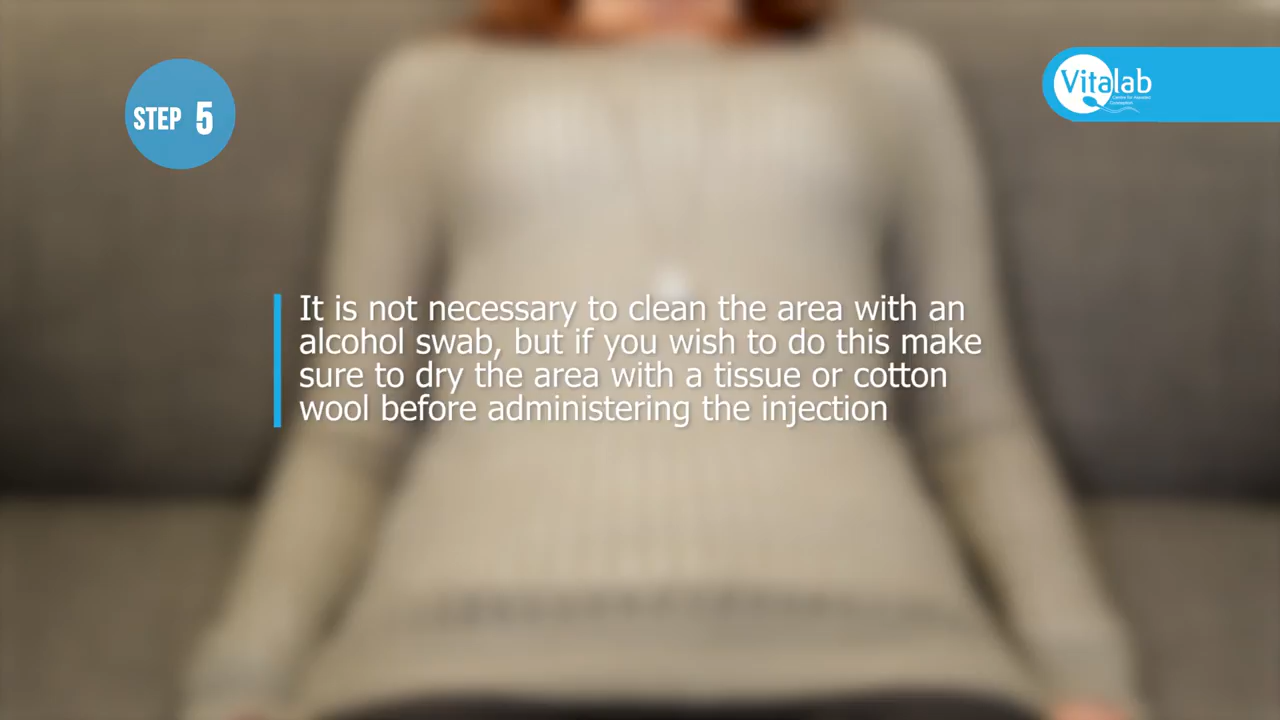 STEP 5
Vitalab
It is not necessary to clean the area with an
alcohol swab, but if you wish to do this make
sure to dry the area with a tissue or cotton
wool before administering the injection